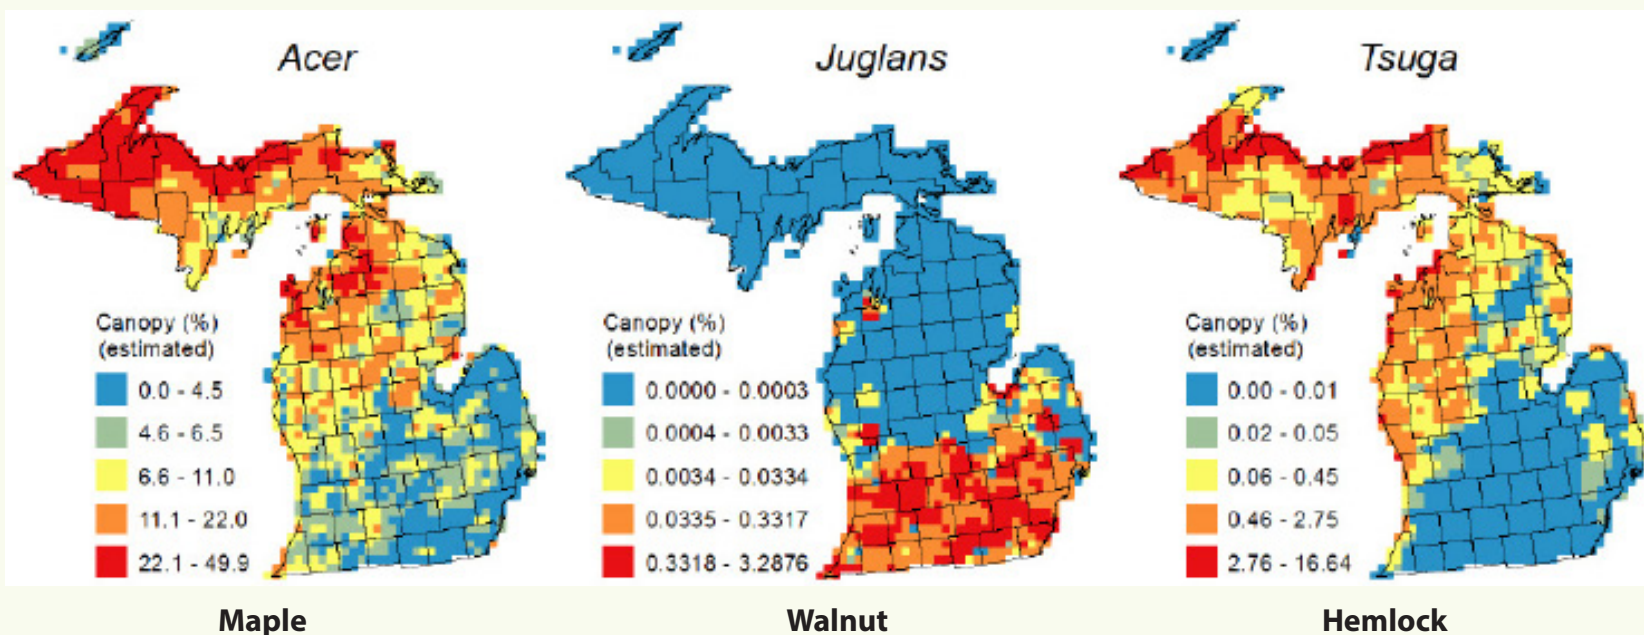 Acer
Canopy (%)
(estimated)
0.0 - 4.5
4.6 - 6.5
6.6 - 11.0
11.1 - 22.0
22.1 - 49.9
Maple
Juglans
Canopy (%)
(estimated)
0.0000 - 0.0003
0.0004 - 0.0033
0.0034 - 0.0334
0.0335 - 0.3317
0.3318 - 3.2876
Walnut
Tsuga
Canopy (%)
(estimated)
0.00 - 0.01
0.02 - 0.05
0.06 - 0.45
0.46 - 2.75
2.76 - 16.64
Hemlock